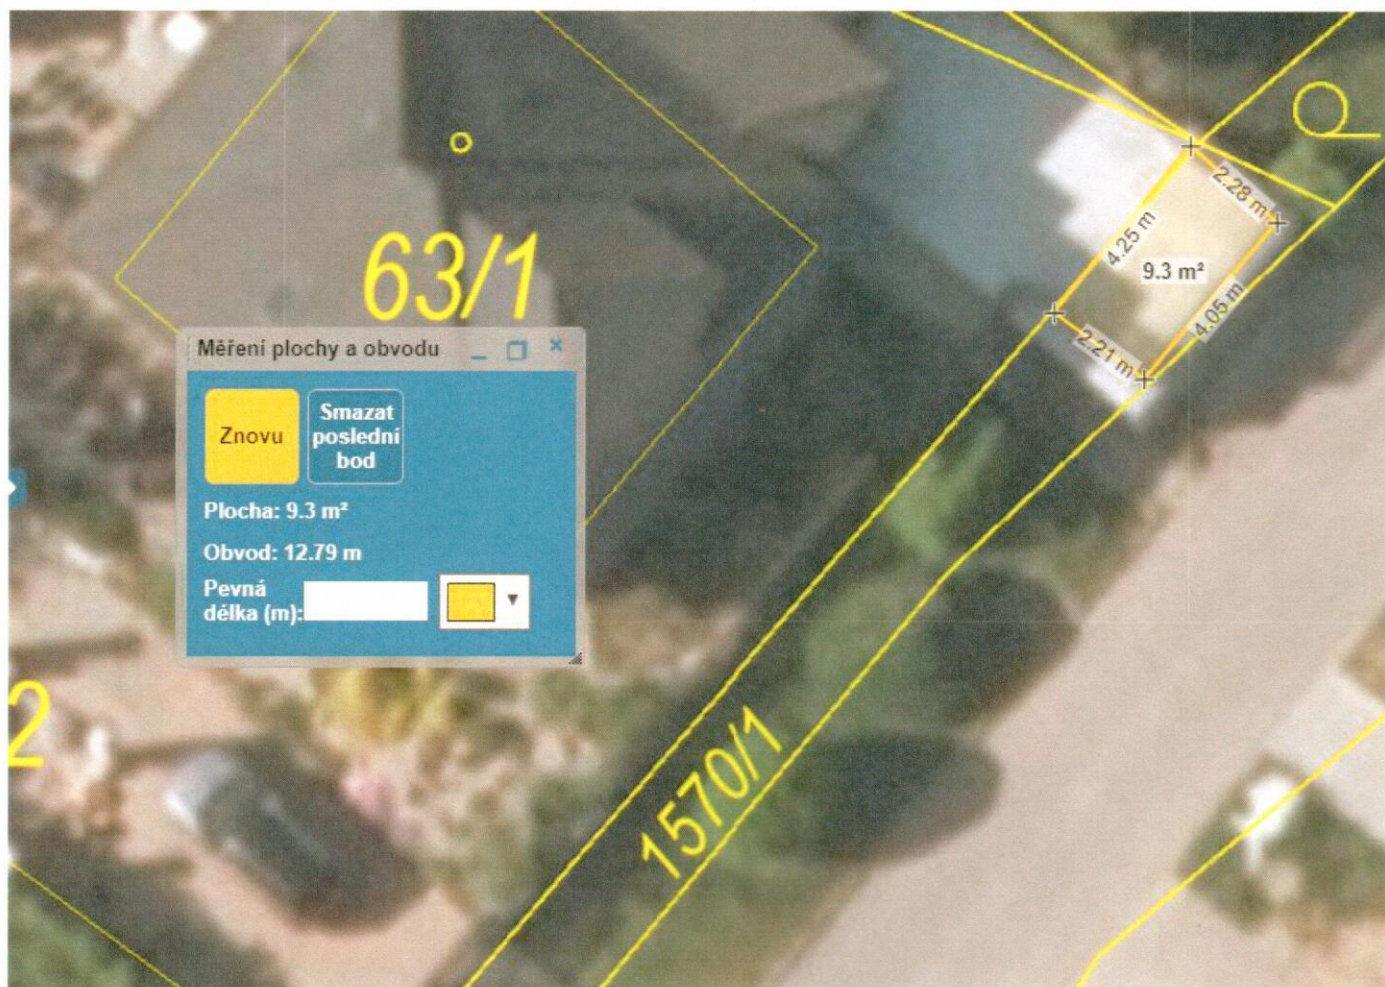 2.28 m
4.25 m
9.3 m²
4.05 m
2.21 m
63/1
Měření plochy a obvodu
Znovu
Smazat
poslední
bod
Plocha: 9.3 m²
Obvod: 12.79 m
Pevná
délka (m):
2
1570/1